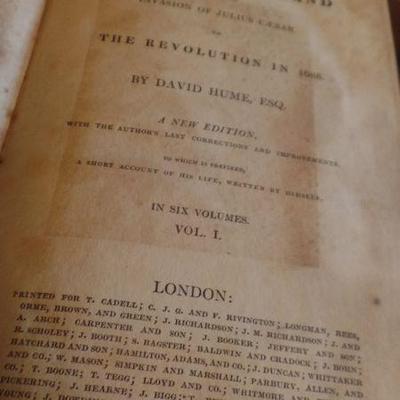 INVASION OF JULIUS CÆSAR
TO
THE REVOLUTION IN 1688.
BY DAVID HUME, ESQ.
A NEW EDITION,
WITH THE AUTHOR'S LAST CORRECTIONS AND IMPROVEMENTS.
TO WHICH IS PREFIXED,
A SHORT ACCOUNT OF HIS LIFE, WRITTEN BY HIMSELF.
IN SIX VOLUMES.
VOL. I.
LONDON:
PRINTED FOR T. CADELL; C. J. G. AND F. RIVINGTON; LONGMAN, REES,
ORME, BROWN, AND GREEN; J. RICHARDSON; J. M. RICHARDSON; J. AND
A. ARCH; CARPENTER AND SON; J. BOOKER; JEFFERY AND SON;
R. SCHOLEY; J. BOOTH; S. BAGSTER; BALDWIN AND CRADOCK; J. BOHN
HATCHARD AND SON; HAMILTON, ADAMS, AND CO.; J. DUNCAN; WHITTAKER
AND CO.; W. MASON; SIMPKIN AND MARSHALL; PARBURY, ALLEN, AND
CO.; T. BOONE; T. TEGG; LLOYD AND CO.; WHITMORE AND
PICKERING; J. HEARNE; J. BIGG;
YOUNG; J. DOWDING